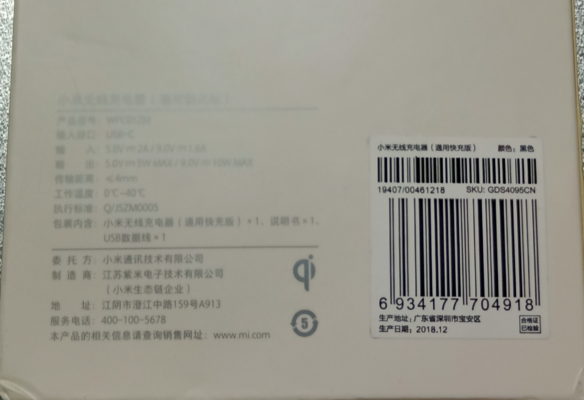 小米无线充电器（通用快充版）
产品型号：
输入接口：USB-C
输 入：5.0V⎓2A / 9.0V⎓1.6A
输 出：5.0V⎓5W MAX / 9.0V⎓10W MAX
传输距离：≤4mm
工作温度：0℃~40℃
执行标准：Q/JSZM0005
包装内容：小米无线充电器（通用快充版）×1、说明书×1、
USB数据线×1
委 托 方：小米通讯技术有限公司
制 造 商：江苏紫米电子技术有限公司
（小米生态链企业）
地 址：江阴市澄江中路159号A913
服务电话：400-100-5678
本产品的相关信息请查询销售网址：www.mi.com
qi
5
小米无线充电器（通用快充版） 颜色：黑色
19407/00461218 SKU: GDS4095CN
6 934177 704918
生产地址：广东省深圳市宝安区
生产日期：2018.12
合格证
已检验